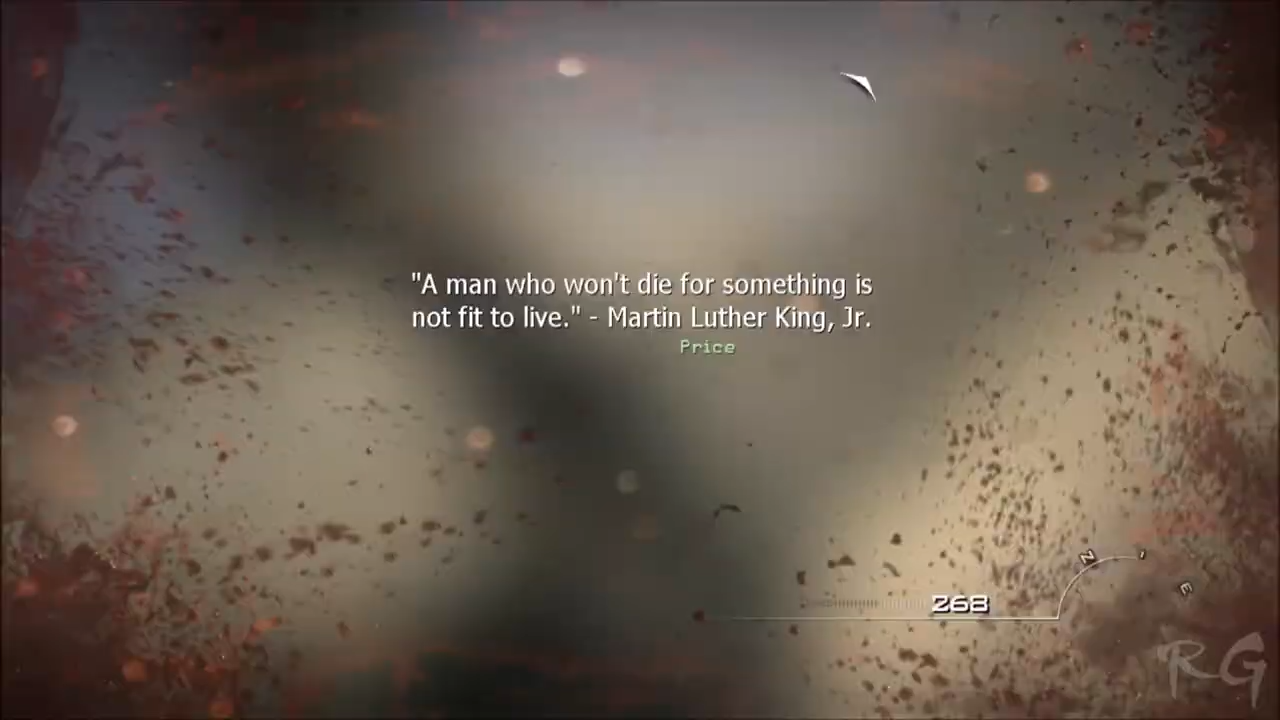 "A man who won't die for something is
not fit to live." - Martin Luther King, Jr.
Price
268
N
E
RG